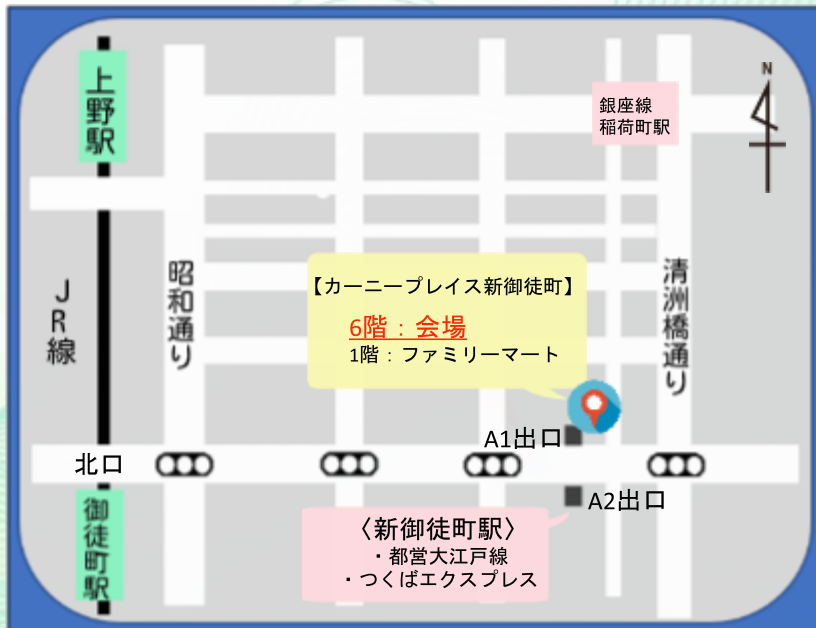 上野駅
銀座線
稲荷町駅
N
JR線
昭和通り
清洲橋通り
【カーニープレイス新御徒町】
6階：会場
1階：ファミリーマート
A1出口
北口
A2出口
御徒町駅
〈新御徒町駅〉
・都営大江戸線
・つくばエクスプレス